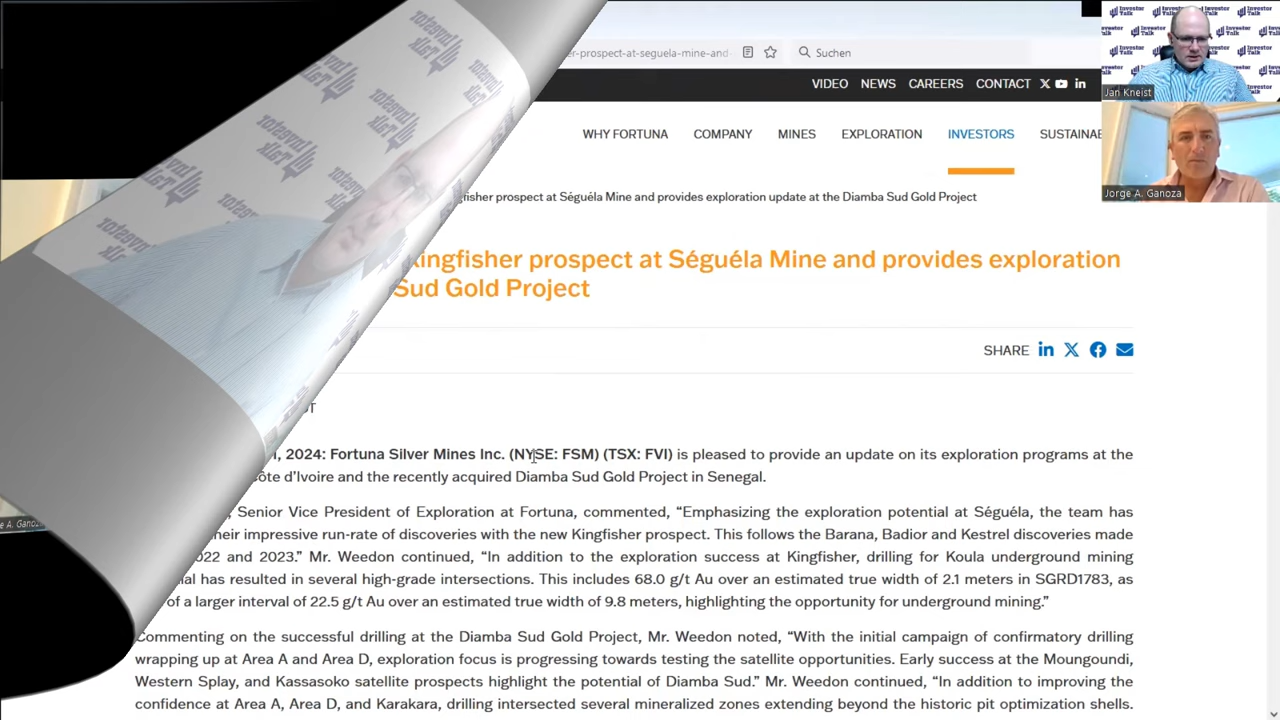 r-prospect-at-seguela-mine-and
Suchen
Investor Talk
VIDEO NEWS CAREERS CONTACT
Jan Kneist
WHY FORTUNA COMPANY MINES EXPLORATION INVESTORS SUSTAINAB
Jorge A. Ganoza
fisher prospect at Séguéla Mine and provides exploration update at the Diamba Sud Gold Project
Kingfisher prospect at Séguéla Mine and provides exploration
Sud Gold Project
SHARE
, 2024: Fortuna Silver Mines Inc. (NYSE: FSM) (TSX: FVI) is pleased to provide an update on its exploration programs at the
ôte d’Ivoire and the recently acquired Diamba Sud Gold Project in Senegal.
, Senior Vice President of Exploration at Fortuna, commented, “Emphasizing the exploration potential at Séguéla, the team has
heir impressive run-rate of discoveries with the new Kingfisher prospect. This follows the Barana, Badior and Kestrel discoveries made
022 and 2023.” Mr. Weedon continued, “In addition to the exploration success at Kingfisher, drilling for Koula underground mining
al has resulted in several high-grade intersections. This includes 68.0 g/t Au over an estimated true width of 2.1 meters in SGRD1783, as
of a larger interval of 22.5 g/t Au over an estimated true width of 9.8 meters, highlighting the opportunity for underground mining.”
Commenting on the successful drilling at the Diamba Sud Gold Project, Mr. Weedon noted, “With the initial campaign of confirmatory drilling
wrapping up at Area A and Area D, exploration focus is progressing towards testing the satellite opportunities. Early success at the Moungoundi,
Western Splay, and Kassasoko satellite prospects highlight the potential of Diamba Sud.” Mr. Weedon continued, “In addition to improving the
confidence at Area A, Area D, and Karakara, drilling intersected several mineralized zones extending beyond the historic pit optimization shells.